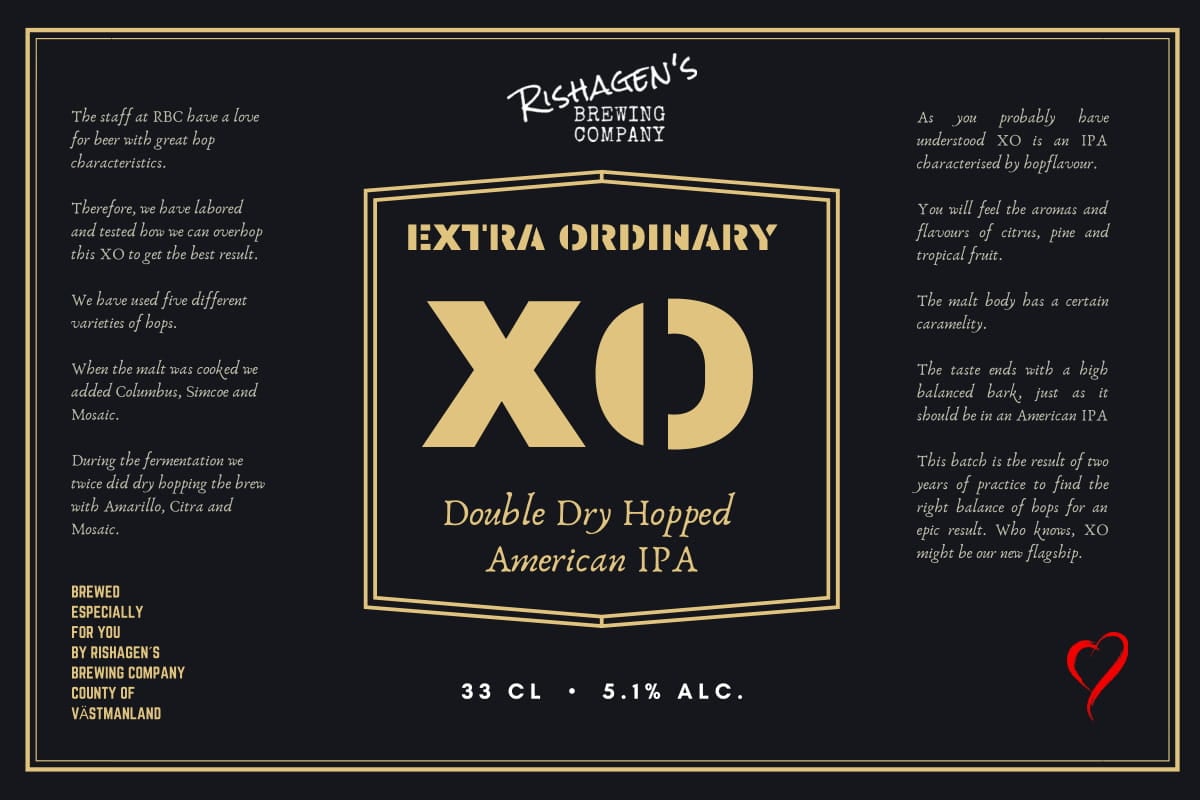 RISHAGEN'S
BREWING
COMPANY
The staff at RBC have a love
for beer with great hop
characteristics.
Therefore, we have labored
and tested how we can overhop
this XO to get the best result.
We have used five different
varieties of hops.
When the malt was cooked we
added Columbus, Simcoe and
Mosaic.
During the fermentation we
twice did dry hopping the brew
with Amarillo, Citra and
Mosaic.
BREWED
ESPECIALLY
FOR YOU
BY RISHAGEN´S
BREWING COMPANY
COUNTY OF
VÄSTMANLAND
EXTRA ORDINARY
XO
Double Dry Hopped
American IPA
33 CL • 5.1% ALC.
As you probably have
understood XO is an IPA
characterised by hopflavour.
You will feel the aromas and
flavours of citrus, pine and
tropical fruit.
The malt body has a certain
caramelity.
The taste ends with a high
balanced bark, just as it
should be in an American IPA
This batch is the result of two
years of practice to find the
right balance of hops for an
epic result. Who knows, XO
might be our new flagship.